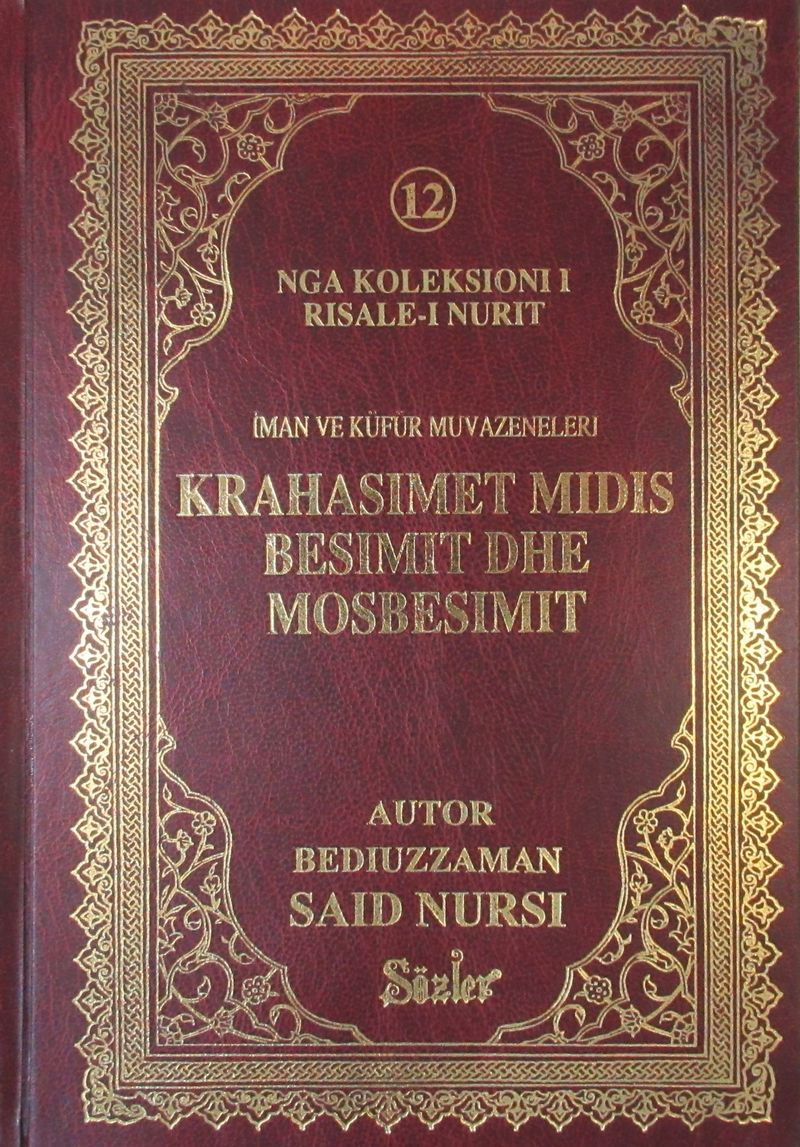 12
NGA KOLEKSIONI I
RISALE-I NURIT
İMAN VE KÜFÜR MUVAZENELERİ
KRAHASIMET MIDIS
BESIMIT DHE
MOSBESIMIT
AUTOR
BEDIUZZAMAN
SAID NURSI
Sözler